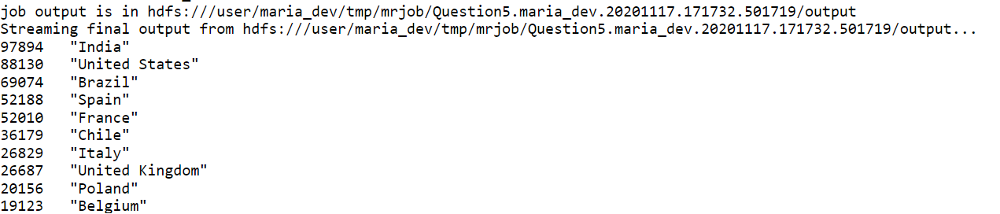 job output is in hdfs:///user/maria_dev/tmp/mrjob/Question5.maria_dev.20201117.171732.501719/output
Streaming final output from hdfs:///user/maria_dev/tmp/mrjob/Question5.maria_dev.20201117.171732.501719/output...
97894   "India"
88130   "United States"
69074   "Brazil"
52188   "Spain"
52010   "France"
36179   "Chile"
26829   "Italy"
26687   "United Kingdom"
20156   "Poland"
19123   "Belgium"